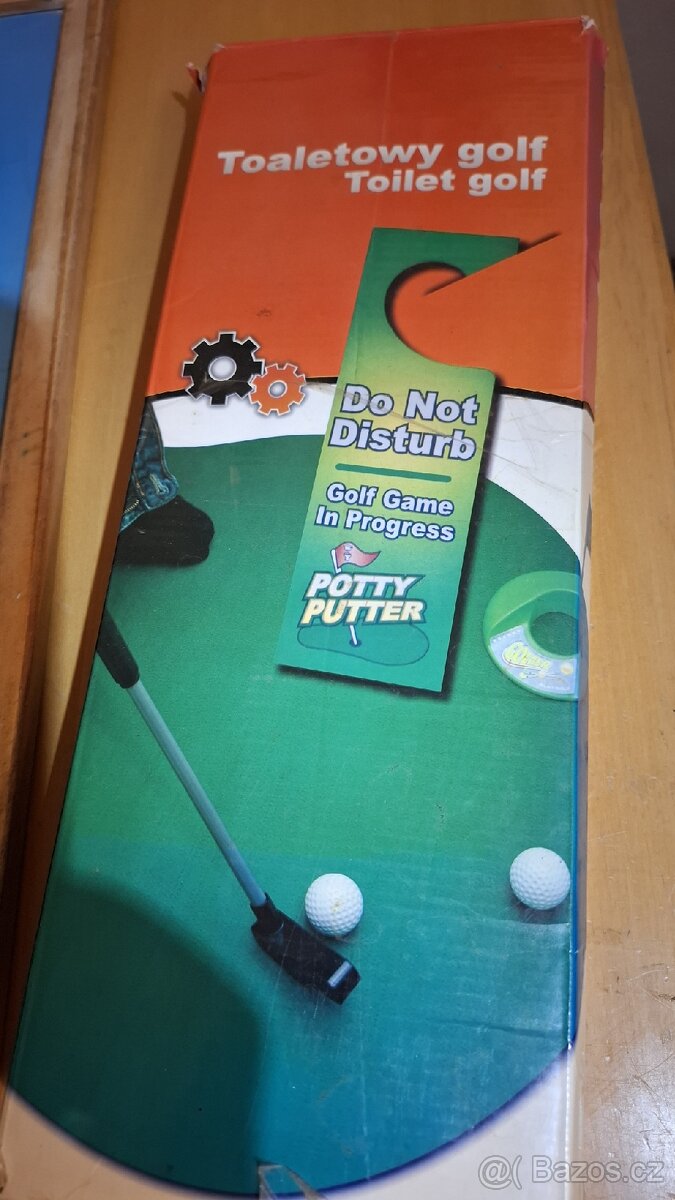 Toaletowy golf
Toilet golf
Do Not
Disturb
Golf Game
In Progress
POTTY
PUTTER
@( Bazos.cz